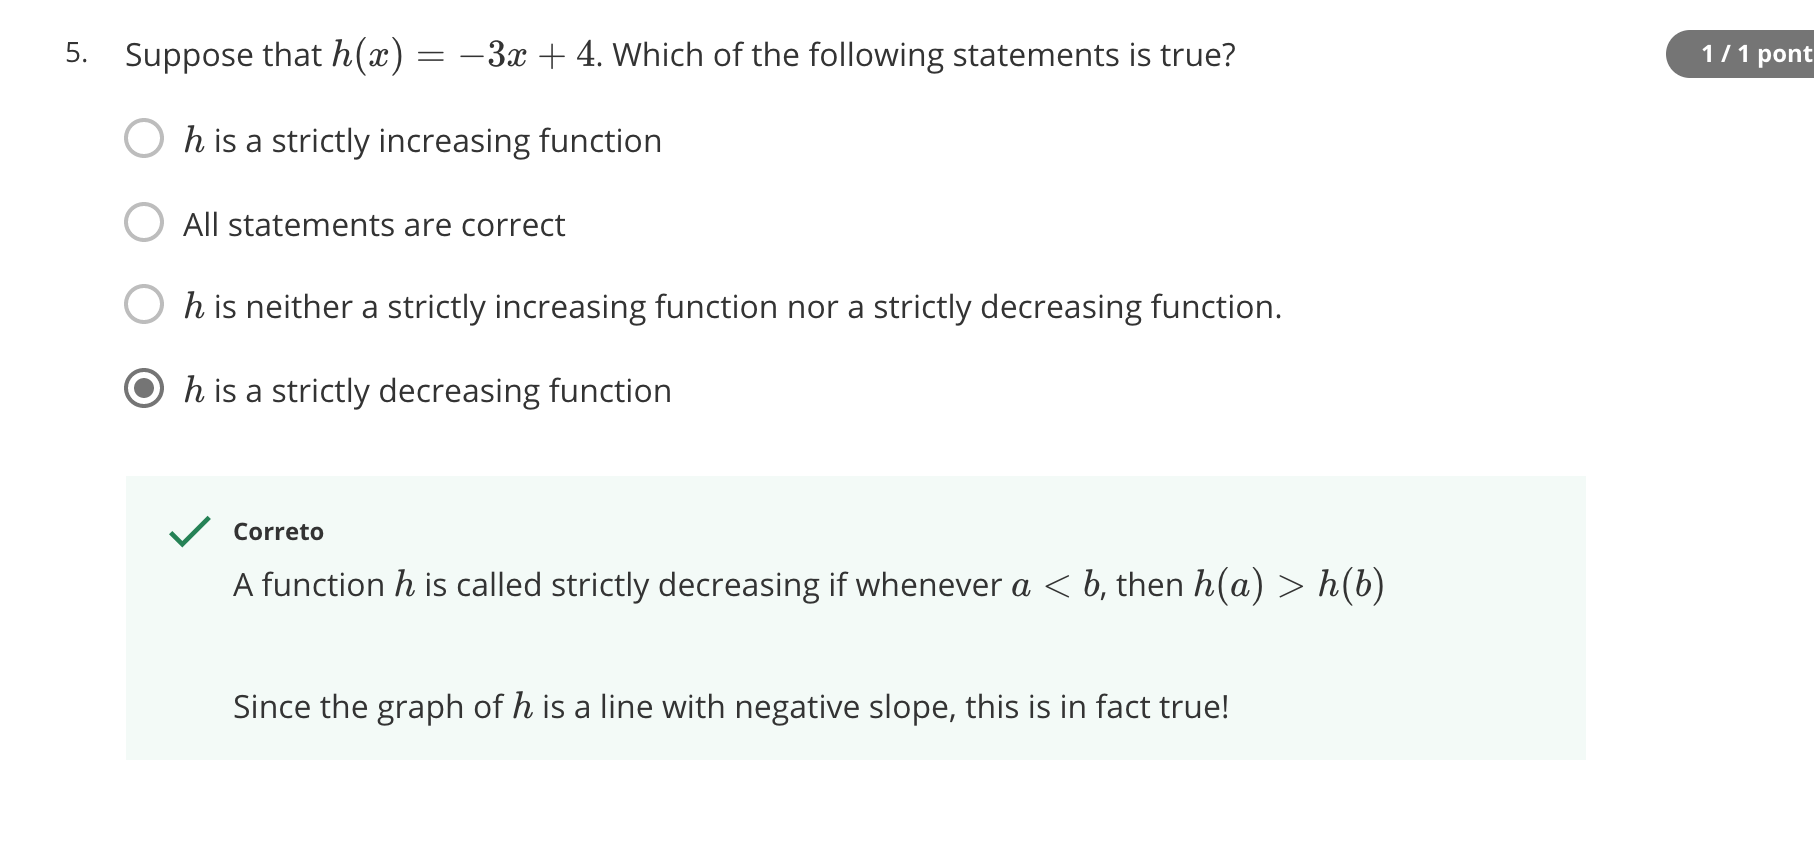 5. Suppose that h(x) = −3x + 4. Which of the following statements is true?
1 / 1 pont
h is a strictly increasing function
All statements are correct
h is neither a strictly increasing function nor a strictly decreasing function.
h is a strictly decreasing function
Correto
A function h is called strictly decreasing if whenever a < b, then h(a) > h(b)
Since the graph of h is a line with negative slope, this is in fact true!